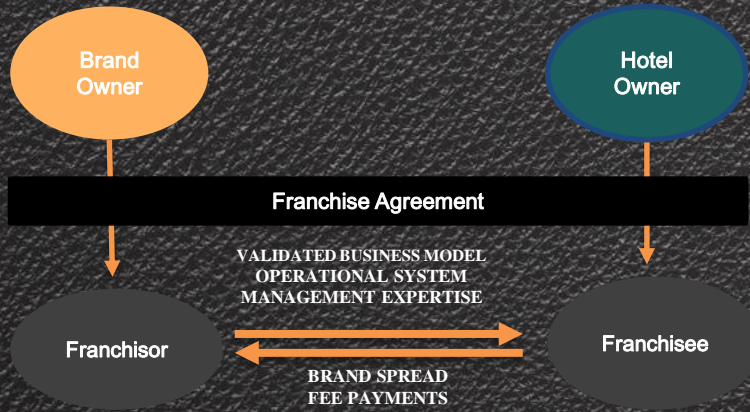 Brand
Owner
Hotel
Owner
Franchise Agreement
VALIDATED BUSINESS MODEL
OPERATIONAL SYSTEM
MANAGEMENT EXPERTISE
Franchisor
Franchisee
BRAND SPREAD
FEE PAYMENTS